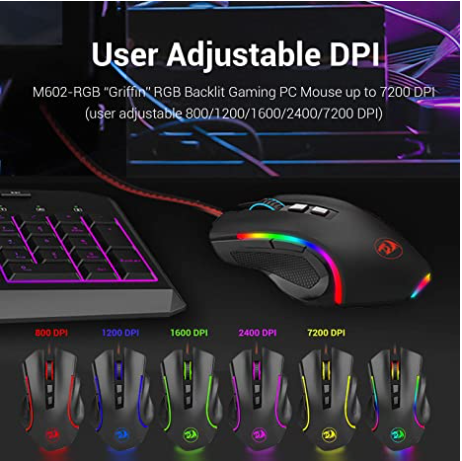 User Adjustable DPI
M602-RGB "Griffin" RGB Backlit Gaming PC Mouse up to 7200 DPI
(user adjustable 800/1200/1600/2400/7200 DPI)
800 DPI 1200 DPI 1600 DPI 2400 DPI 7200 DPI